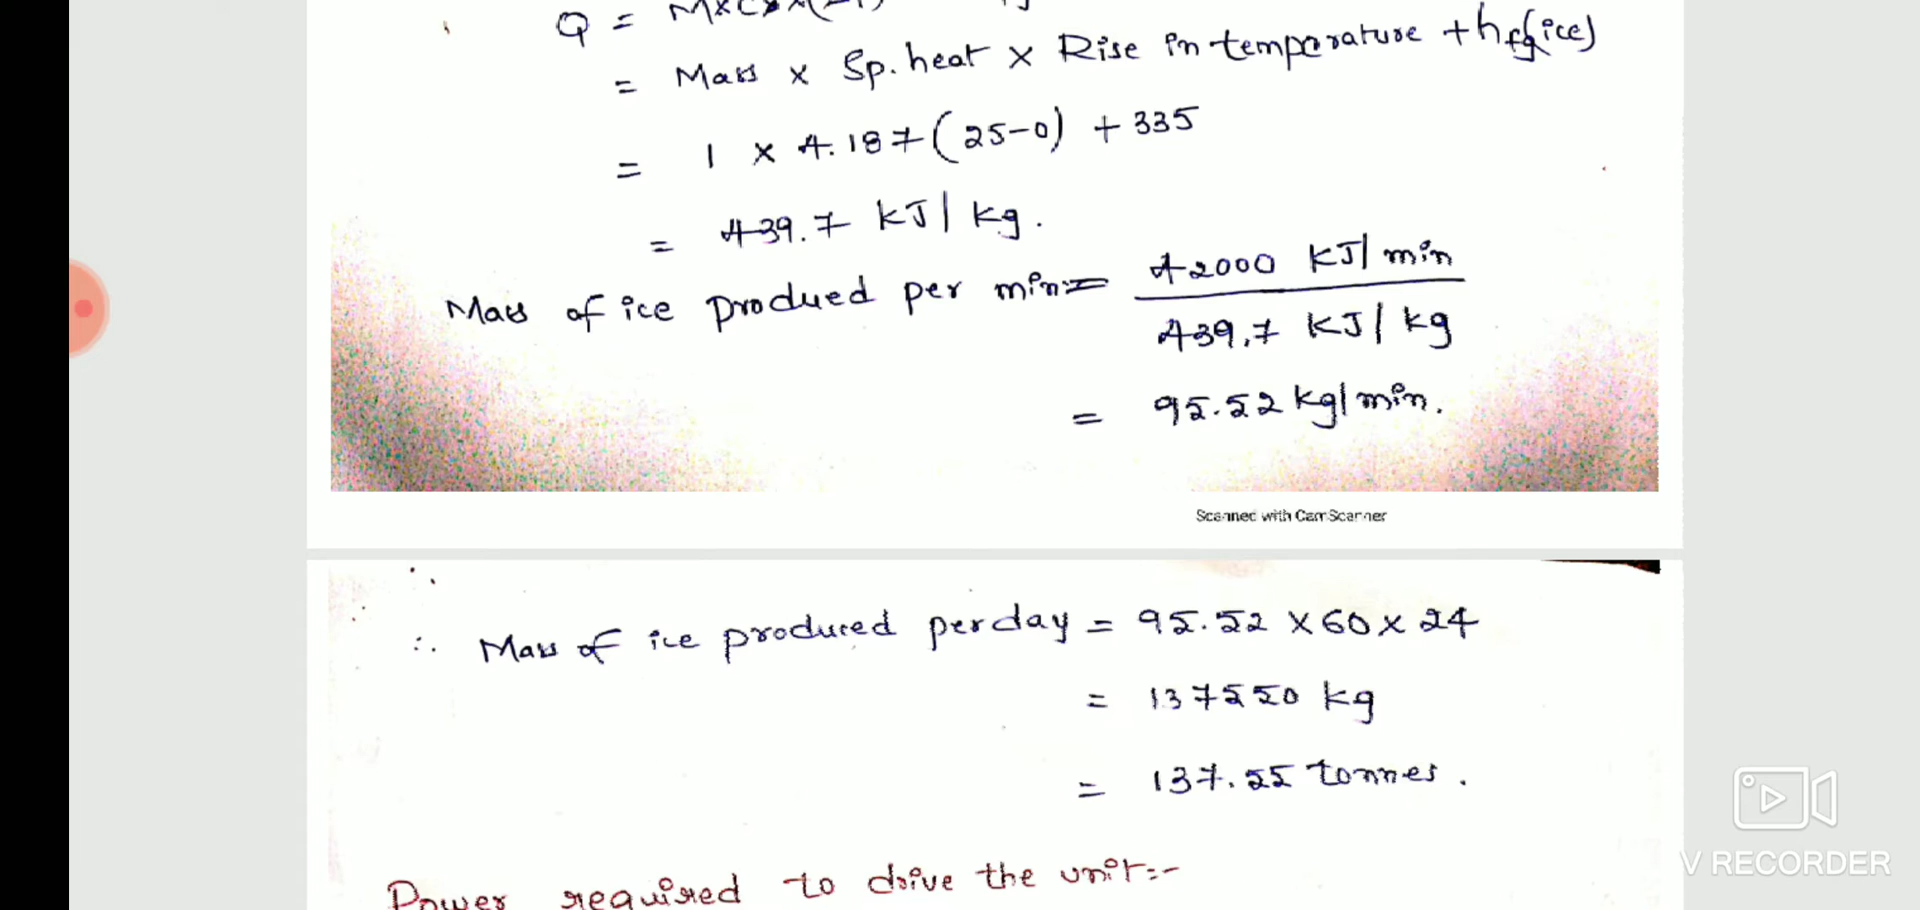 Q =
= Mass x Sp. heat x Rise in temperature + hfg(ice)
= 1 x 4.187(25-0) + 335
= 439.7 KJ/kg.
Mass of ice produed per min:= 42000 KJ/min
439.7 KJ/kg
= 95.52 kg/min.
Scanned with CamScanner
∴ Mass of ice produced perday = 95.52 x 60 x 24
= 137550 kg
= 137.55 tonnes.
Power required to drive the unit:-
V RECORDER